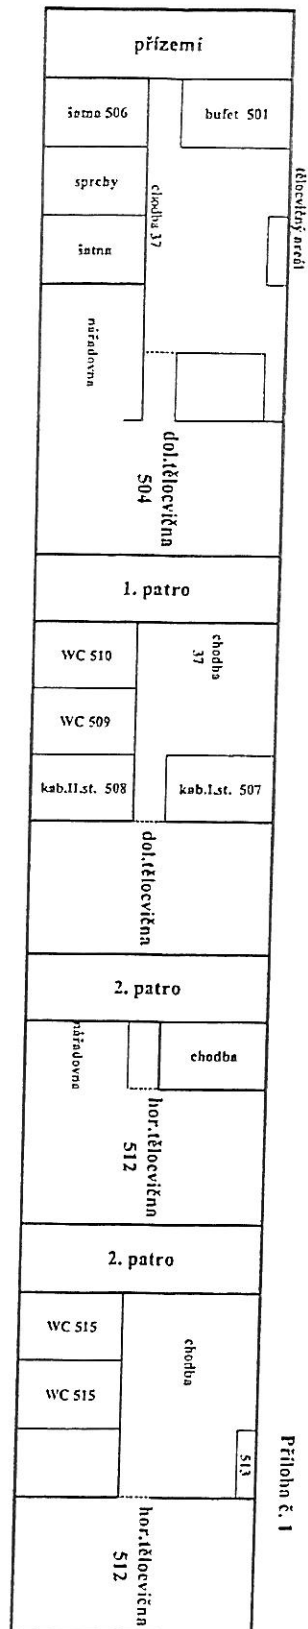 přízemí
šatna 506
bufet 501
sprchy
chodba 37
tělocvičný areál
šatna
nářaďovna
dol.tělocvična
504
1. patro
WC 510
chodba
37
WC 509
kab.II.st. 508
kab.I.st. 507
dol.tělocvična
2. patro
nářaďovna
chodba
hor.tělocvična
512
2. patro
WC 515
chodba
WC 515
513
hor.tělocvična
512
Příloha č. 1